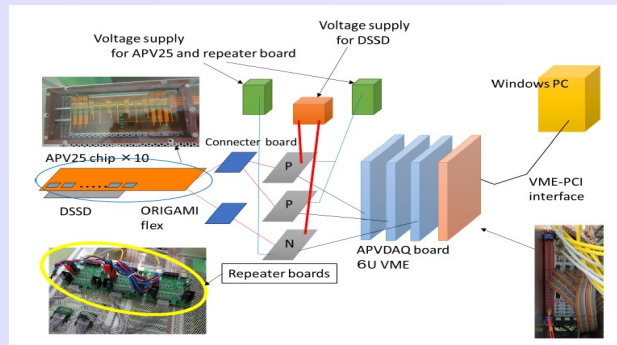 Voltage supply
for APV25 and repeater board
Voltage supply
for DSSD
Windows PC
Connecter board
APV25 chip ×10
P
DSSD
ORIGAMI
flex
P
VME-PCI
interface
N
APVDAQ board
6U VME
Repeater boards